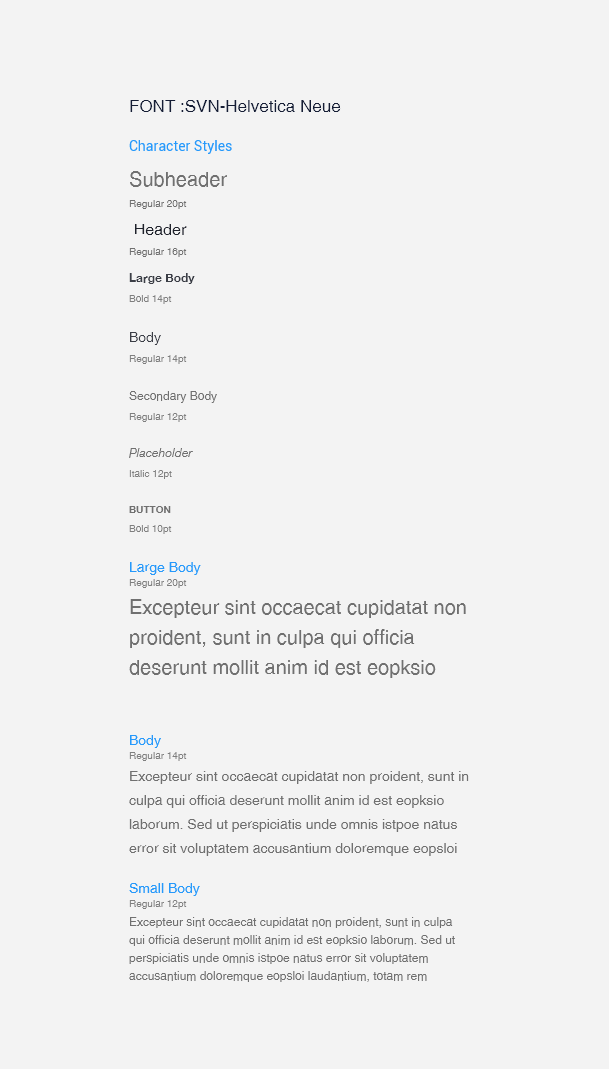 FONT :SVN-Helvetica Neue
Character Styles
Subheader
Regular 20pt
Header
Regular 16pt
Large Body
Bold 14pt
Body
Regular 14pt
Secondary Body
Regular 12pt
Placeholder
Italic 12pt
BUTTON
Bold 10pt
Large Body
Regular 20pt
Excepteur sint occaecat cupidatat non
proident, sunt in culpa qui officia
deserunt mollit anim id est eopksio
Body
Regular 14pt
Excepteur sint occaecat cupidatat non proident, sunt in
culpa qui officia deserunt mollit anim id est eopksio
laborum. Sed ut perspiciatis unde omnis istpoe natus
error sit voluptatem accusantium doloremque eopsloi
Small Body
Regular 12pt
Excepteur sint occaecat cupidatat non proident, sunt in culpa
qui officia deserunt mollit anim id est eopksio laborum. Sed ut
perspiciatis unde omnis istpoe natus error sit voluptatem
accusantium doloremque eopsloi laudantium, totam rem